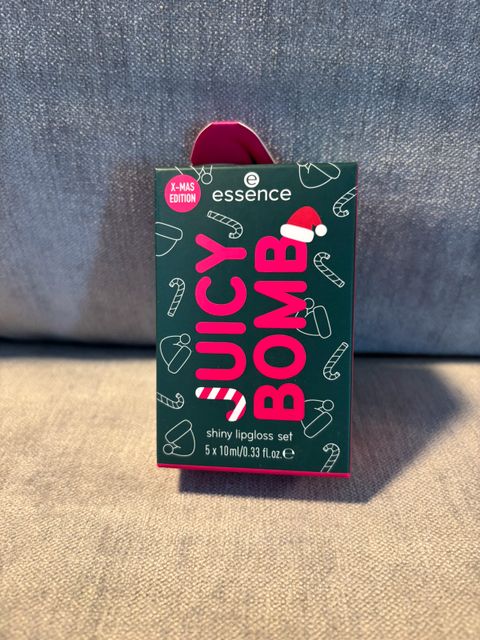 X-MAS
EDITION
essence
JUICY
BOMB
shiny lipgloss set
5 x 10ml/0.33 fl.oz.℮